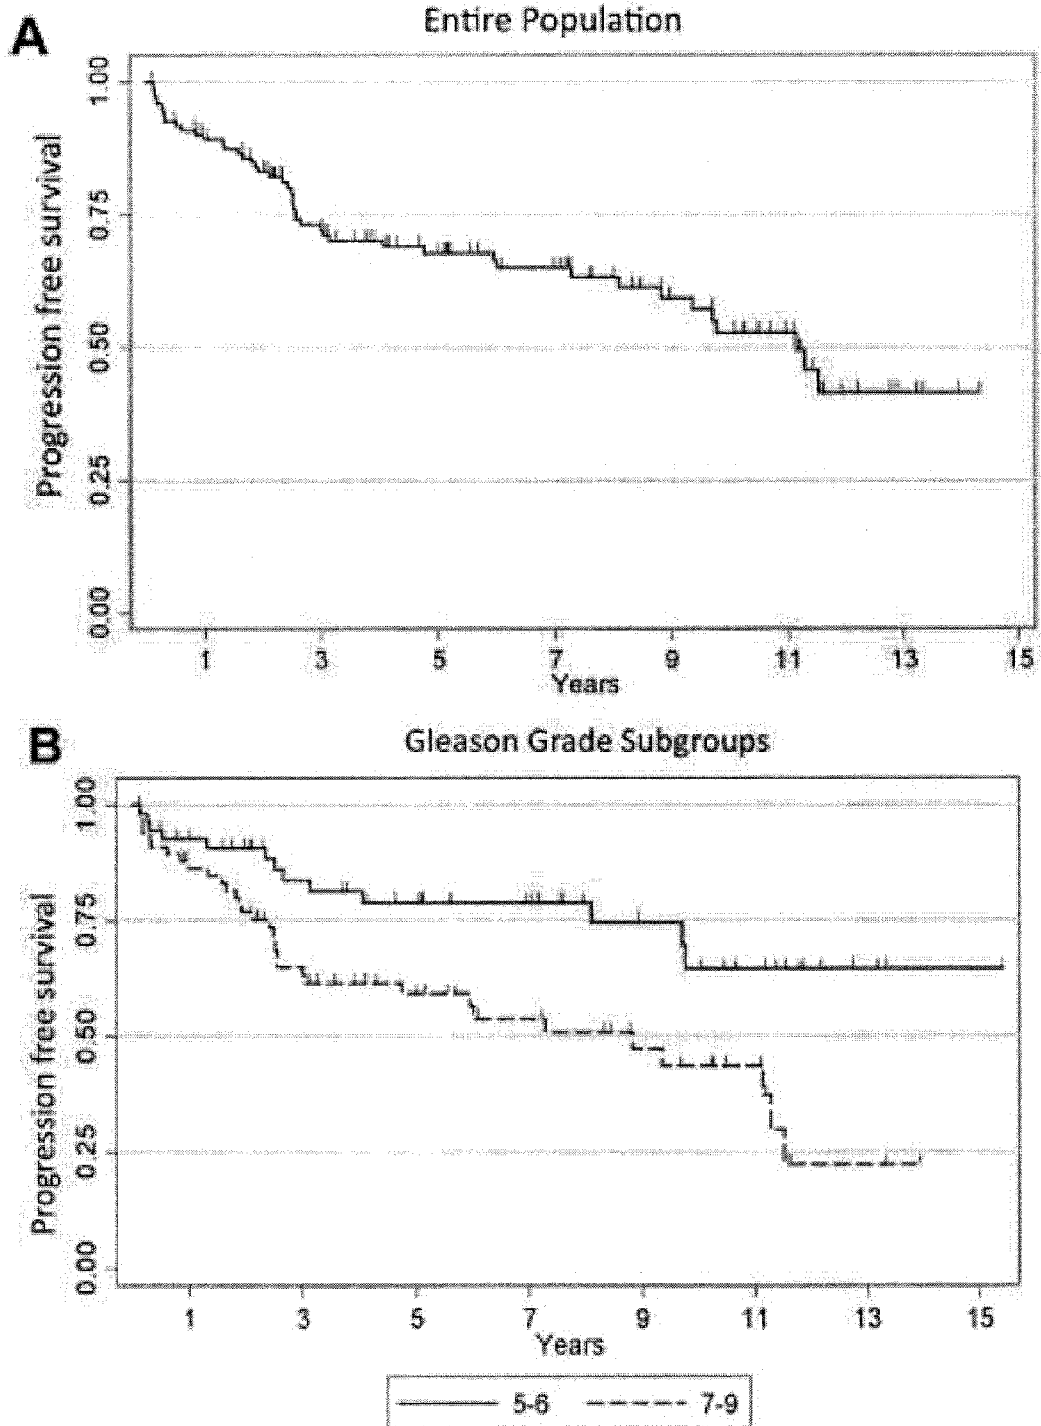 A
Entire Population
Progression free survival
1.00
0.75
0.50
0.25
0.00
1 3 5 7 9 11 13 15
Years
B
Gleason Grade Subgroups
Progression free survival
1.00
0.75
0.50
0.25
0.00
1 3 5 7 9 11 13 15
Years
5-6 7-9